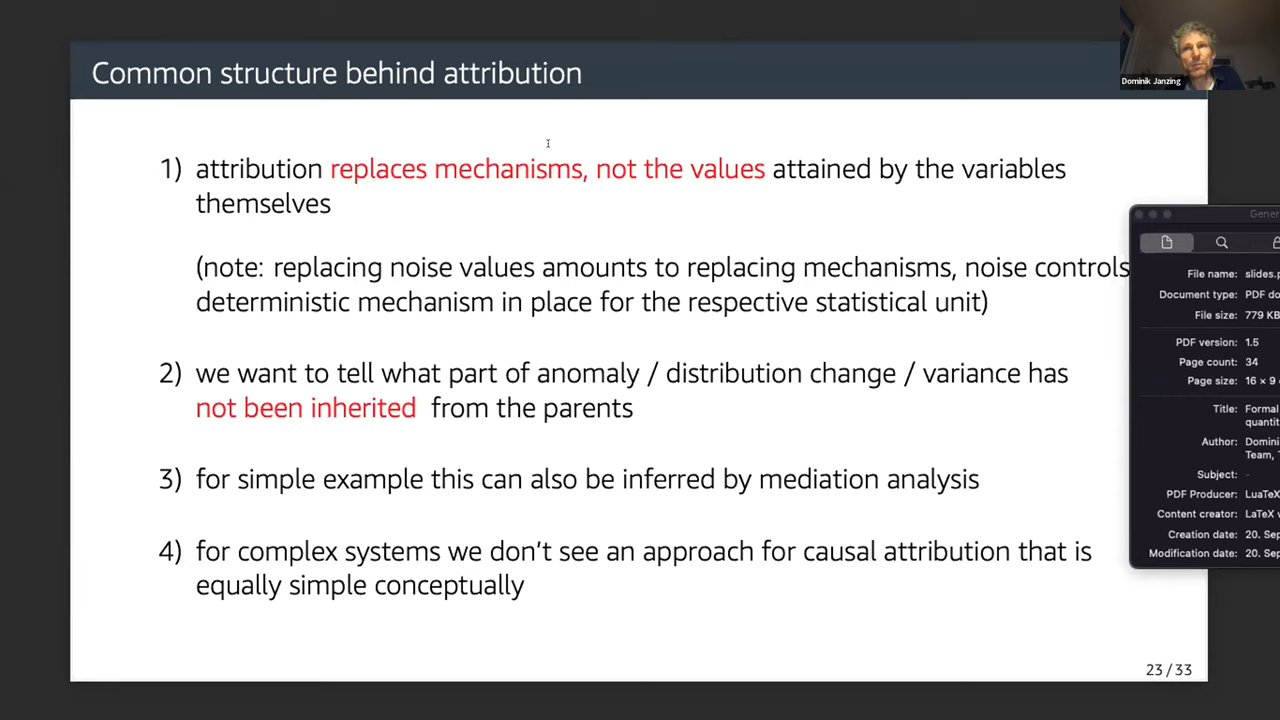 Common structure behind attribution
Dominik Janzing
1) attribution replaces mechanisms, not the values attained by the variables
themselves
(note: replacing noise values amounts to replacing mechanisms, noise controls
deterministic mechanism in place for the respective statistical unit)
2) we want to tell what part of anomaly / distribution change / variance has
not been inherited from the parents
3) for simple example this can also be inferred by mediation analysis
4) for complex systems we don't see an approach for causal attribution that is
equally simple conceptually
23 / 33
Gener
File name: slides.p
Document type: PDF do
File size: 779 KB
PDF version: 1.5
Page count: 34
Page size: 16 × 9
Title: Formal
quantit
Author: Domini
Team, T
Subject: -
PDF Producer: LuaTeX
Content creator: LaTeX v
Creation date: 20. Sep
Modification date: 20. Sep